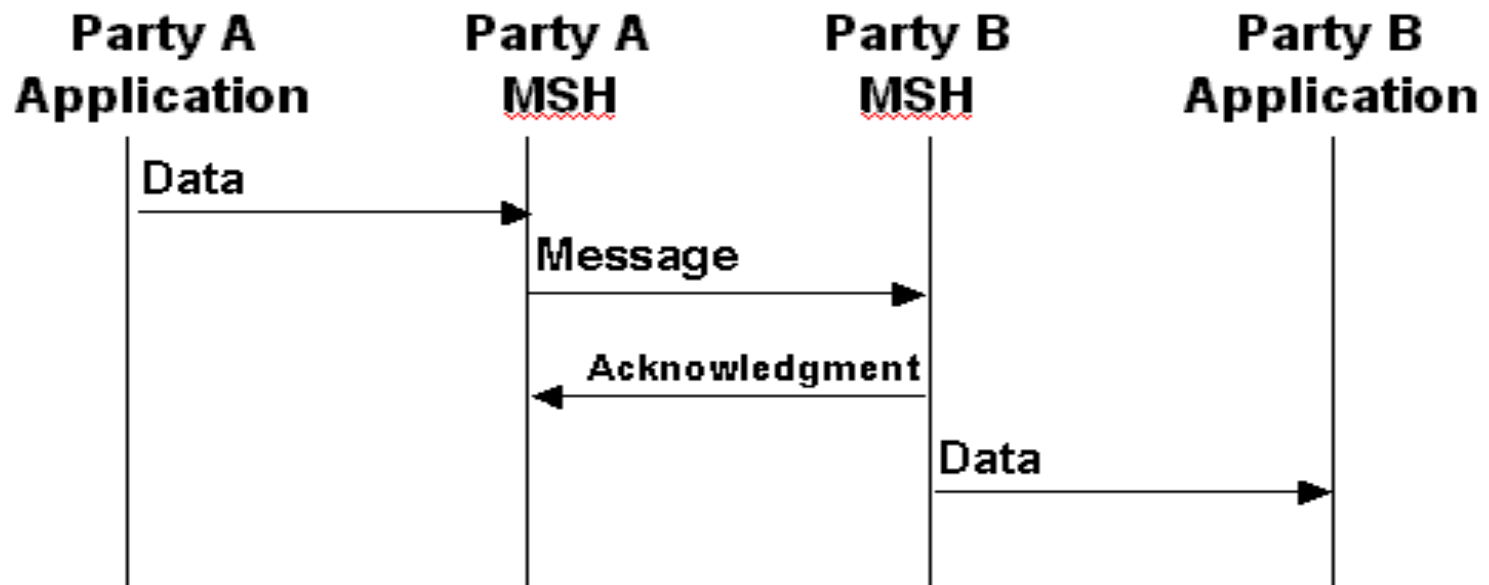 Party A Party A Party B Party B
Application MSH MSH Application
Data
Message
Acknowledgment
Data